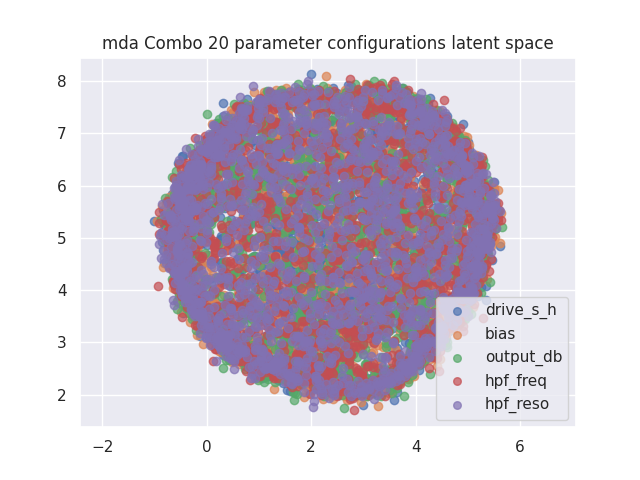 mda Combo 20 parameter configurations latent space
8
7
6
5
4
3
2
−2
0
2
4
6
drive_s_h
bias
output_db
hpf_freq
hpf_reso